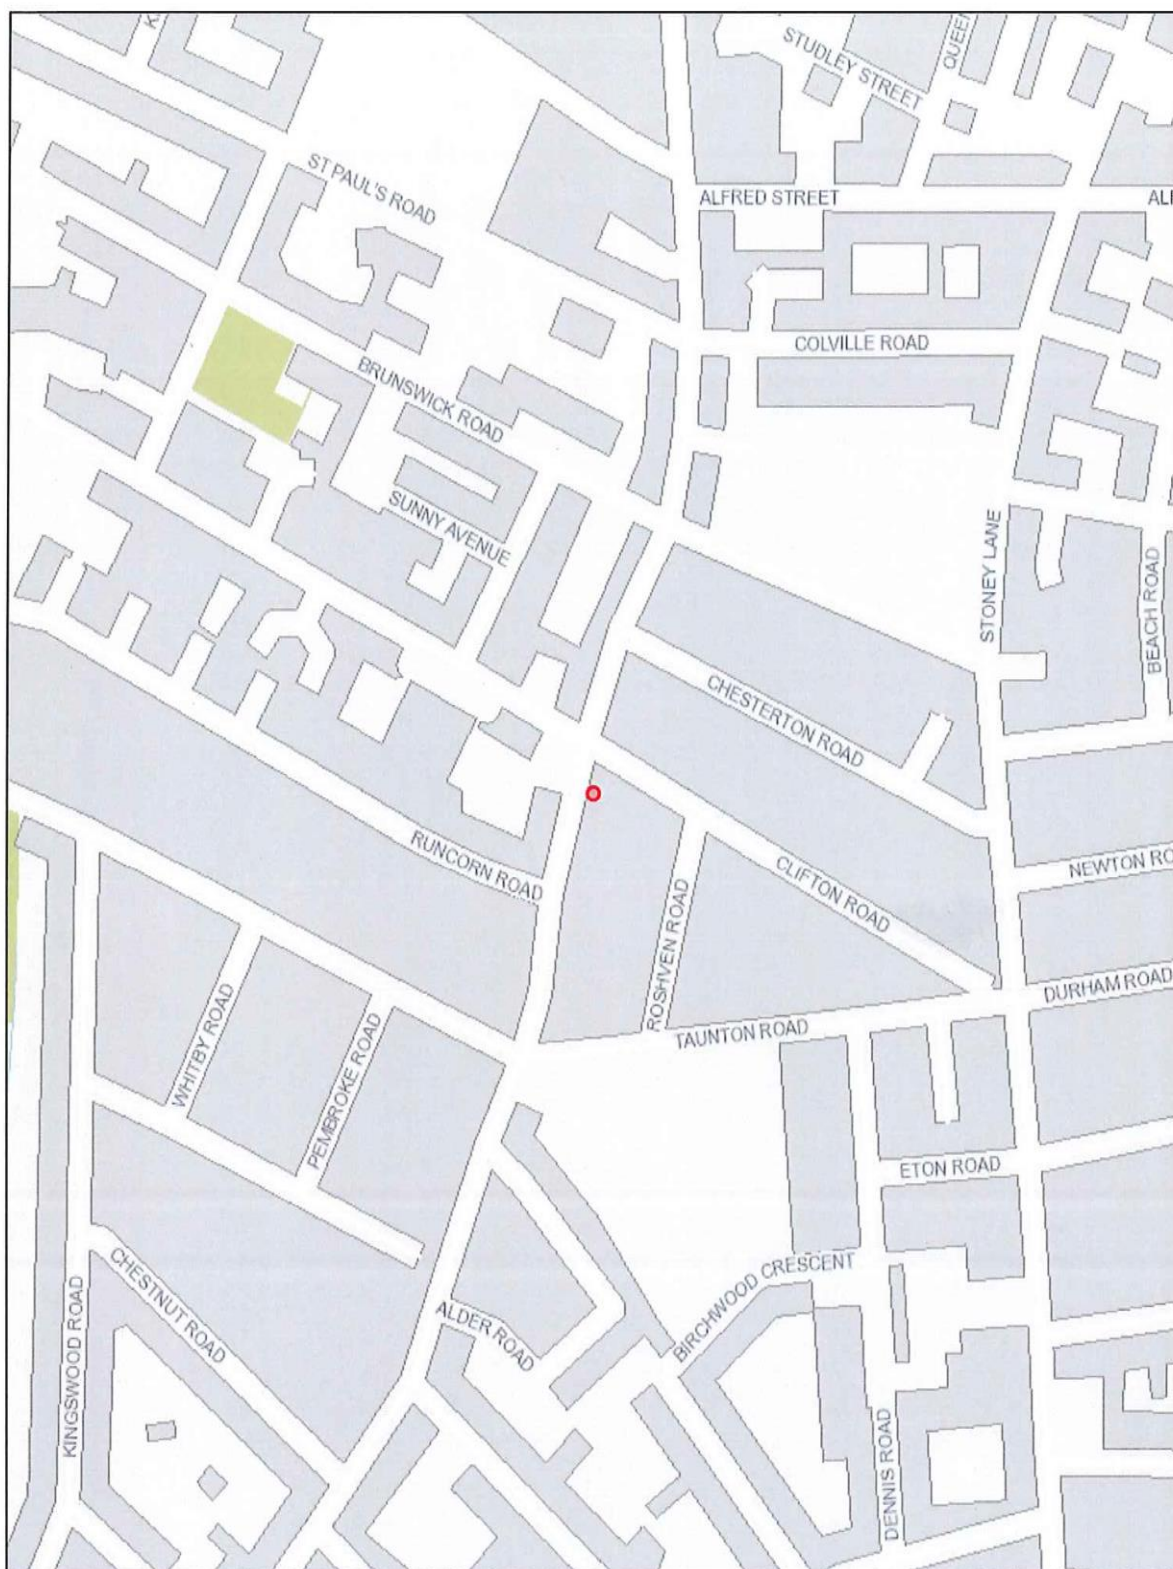 STUDLEY STREET
ST PAUL'S ROAD
ALFRED STREET
COLVILLE ROAD
BRUNSWICK ROAD
SUNNY AVENUE
STONEY LANE
BEACH ROAD
CHESTERTON ROAD
RUNCORN ROAD
CLIFTON ROAD
NEWTON RO
ROSHVEN ROAD
DURHAM ROAD
WHITBY ROAD
TAUNTON ROAD
PEMBROKE ROAD
ETON ROAD
BIRCHWOOD CRESCENT
CHESTNUT ROAD
ALDER ROAD
KINGSWOOD ROAD
DENNIS ROAD